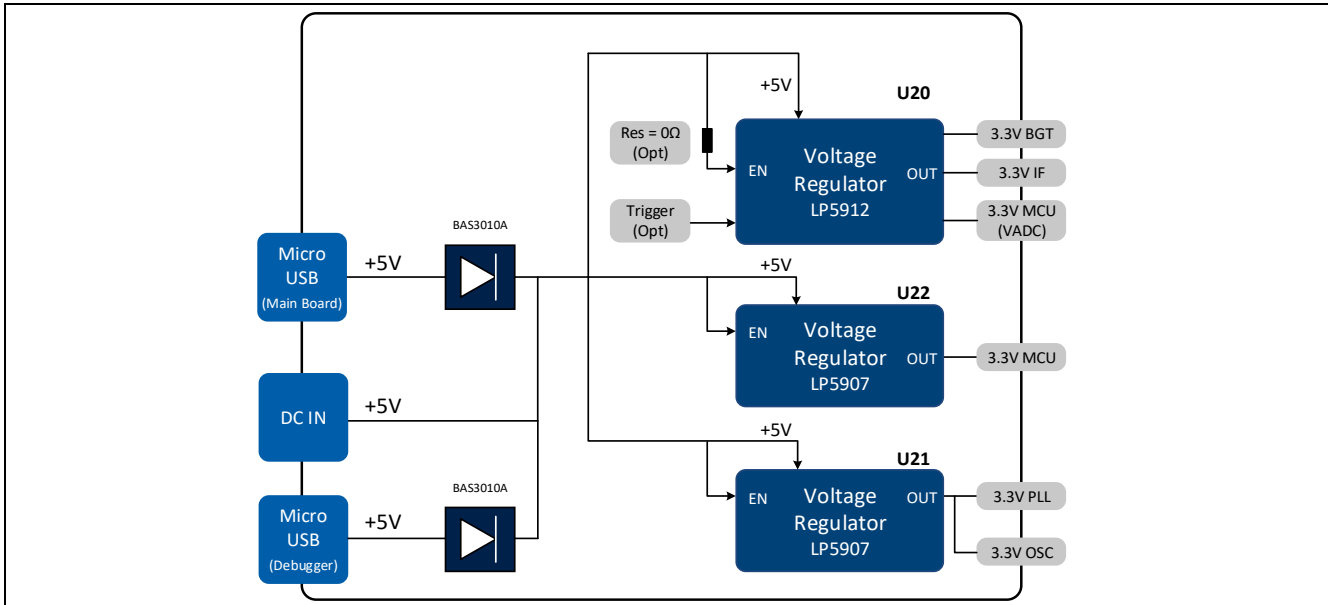 +5V
U20
Res = 0Ω
(Opt)
EN
Voltage
Regulator
LP5912
OUT
3.3V BGT
3.3V IF
3.3V MCU
(VADC)
Trigger
(Opt)
BAS3010A
Micro
USB
(Main Board)
+5V
+5V
U22
EN
Voltage
Regulator
LP5907
OUT
3.3V MCU
DC IN
+5V
+5V
U21
BAS3010A
Micro
USB
(Debugger)
+5V
EN
Voltage
Regulator
LP5907
OUT
3.3V PLL
3.3V OSC